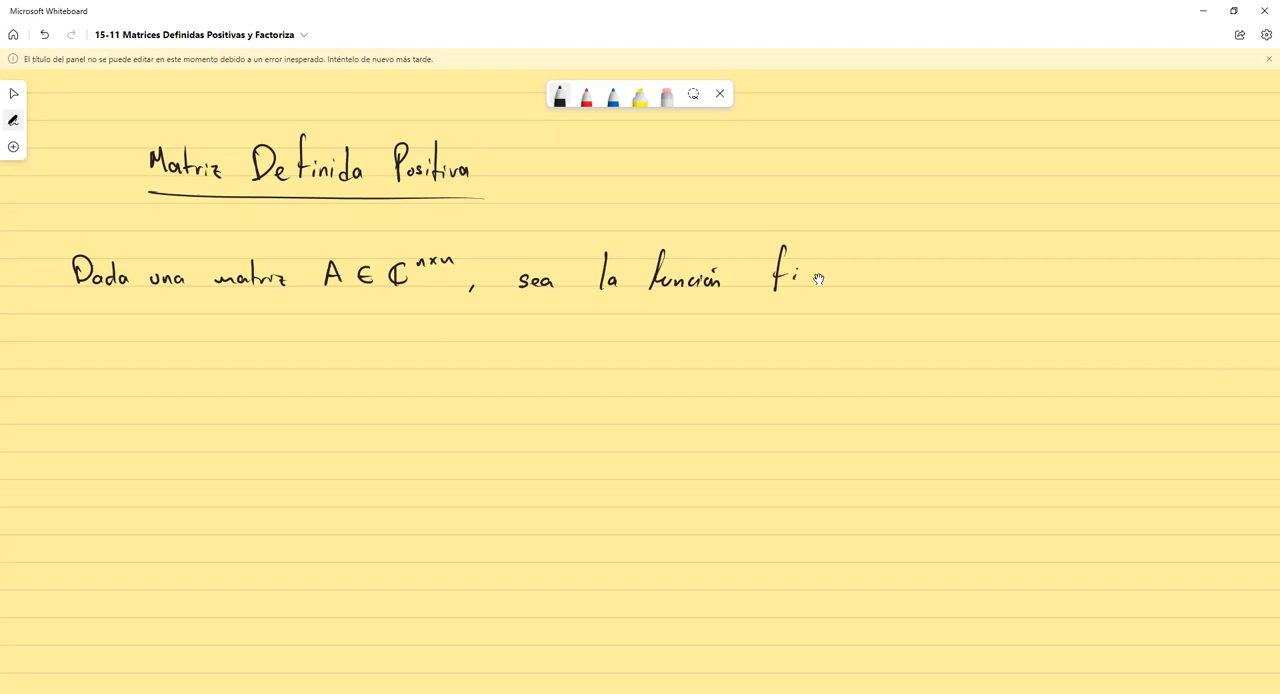 Microsoft Whiteboard
15-11 Matrices Definidas Positivas y Factoriza
El título del panel no se puede editar en este momento debido a un error inesperado. Inténtelo de nuevo más tarde.
Matriz Definida Positiva
Dada una matriz A ∈ ℂⁿˣⁿ, sea la función f: